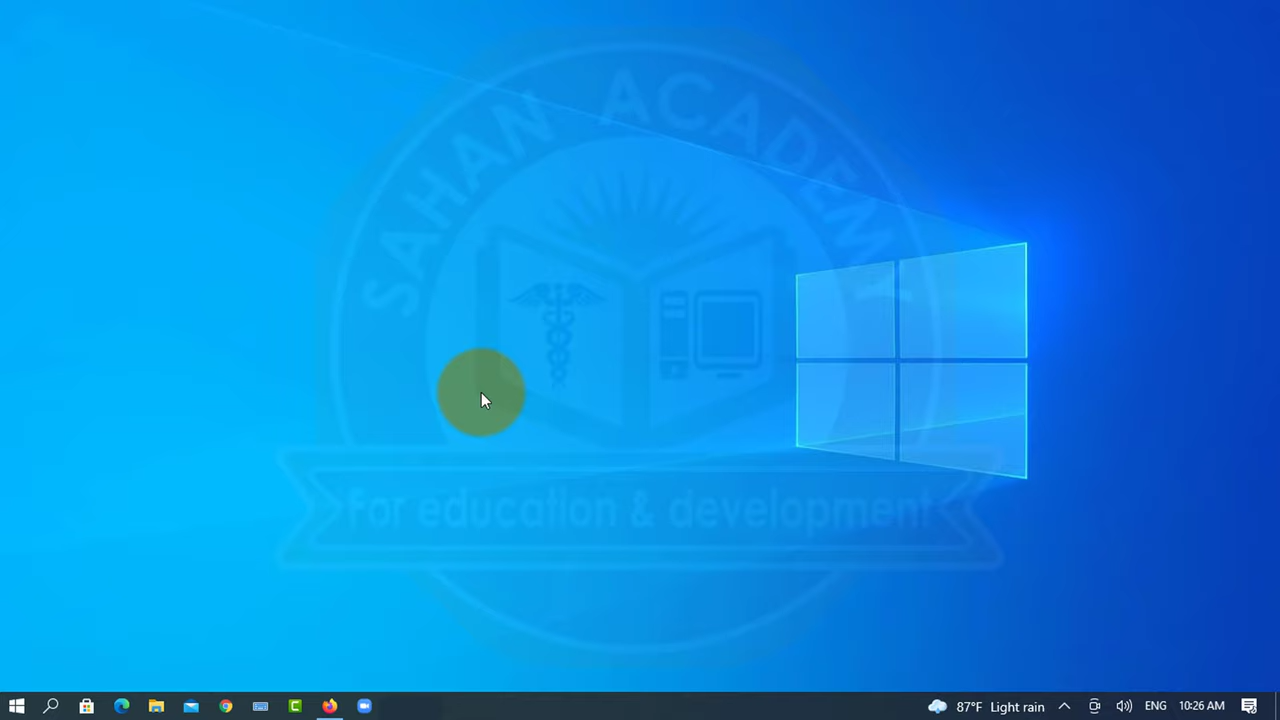 SAHAN ACADEMY
For education & development
87°F Light rain
ENG
10:26 AM